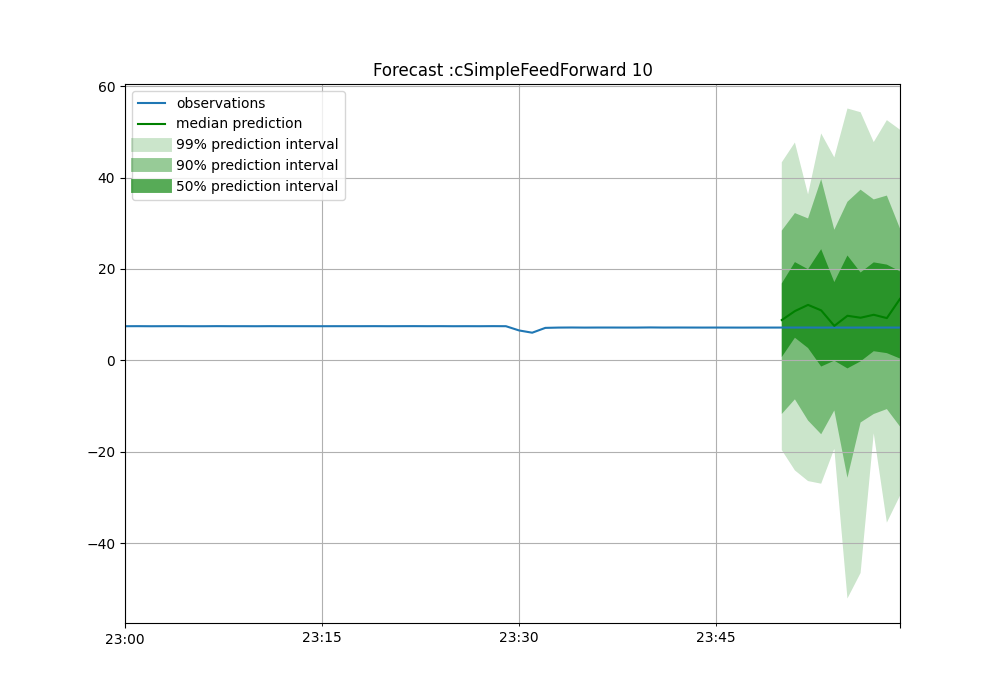 Forecast :cSimpleFeedForward 10
60
40
20
0
−20
−40
observations
median prediction
99% prediction interval
90% prediction interval
50% prediction interval
23:00
23:15
23:30
23:45